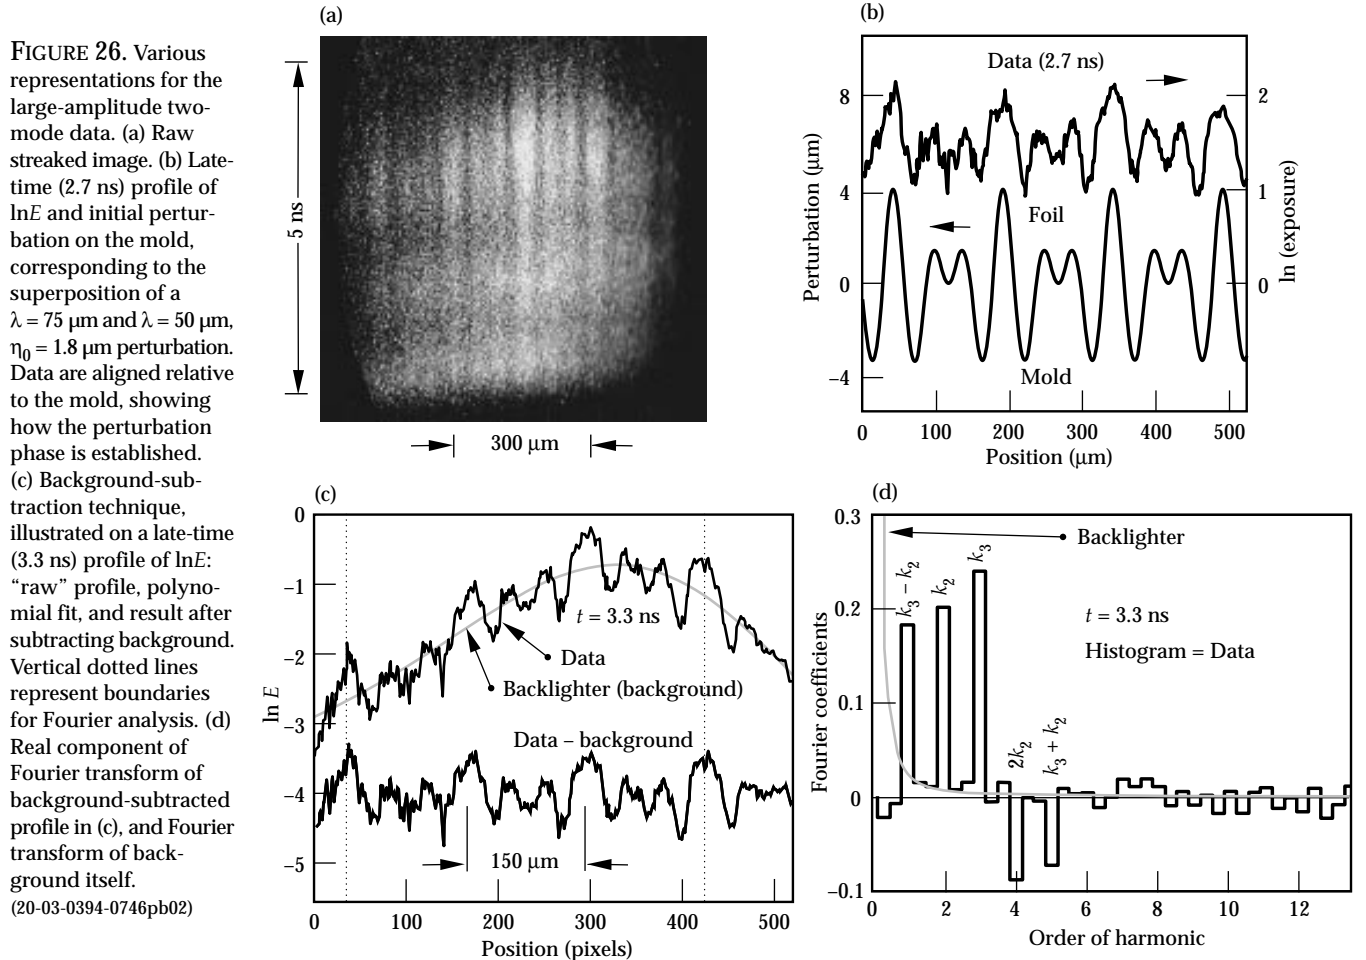 FIGURE 26. Various
representations for the
large-amplitude two-
mode data. (a) Raw
streaked image. (b) Late-
time (2.7 ns) profile of
lnE and initial pertur-
bation on the mold,
corresponding to the
superposition of a
λ = 75 µm and λ = 50 µm,
η0 = 1.8 µm perturbation.
Data are aligned relative
to the mold, showing
how the perturbation
phase is established.
(c) Background-sub-
traction technique,
illustrated on a late-time
(3.3 ns) profile of lnE:
“raw” profile, polyno-
mial fit, and result after
subtracting background.
Vertical dotted lines
represent boundaries
for Fourier analysis. (d)
Real component of
Fourier transform of
background-subtracted
profile in (c), and Fourier
transform of back-
ground itself.
(20-03-0394-0746pb02)
(a)
5 ns
300 µm
(b)
Data (2.7 ns)
Foil
Mold
Perturbation (µm)
8
4
0
–4
ln (exposure)
2
1
0
0 100 200 300 400 500
Position (µm)
(c)
ln E
0
–1
–2
–3
–4
–5
t = 3.3 ns
Data
Backlighter (background)
Data – background
150 µm
0 100 200 300 400 500
Position (pixels)
(d)
Fourier coefficients
0.3
0.2
0.1
0
–0.1
Backlighter
k3 – k2
k2
k3
2k2
k3 + k2
t = 3.3 ns
Histogram = Data
0 2 4 6 8 10 12
Order of harmonic